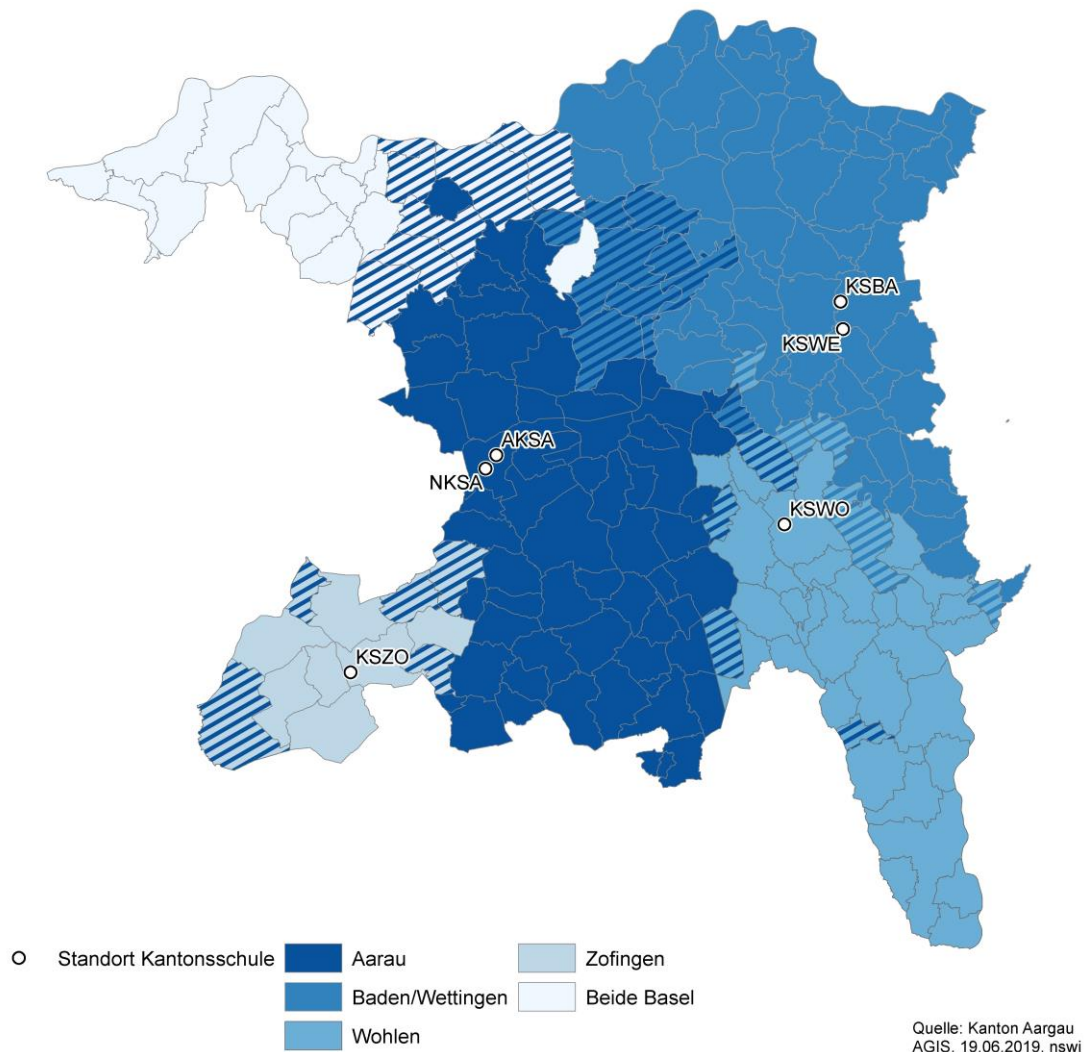 KSBA
KSWE
AKSA
NKSA
KSWO
KSZO
Standort Kantonsschule
Aarau
Baden/Wettingen
Wohlen
Zofingen
Beide Basel
Quelle: Kanton Aargau
AGIS, 19.06.2019, nswi